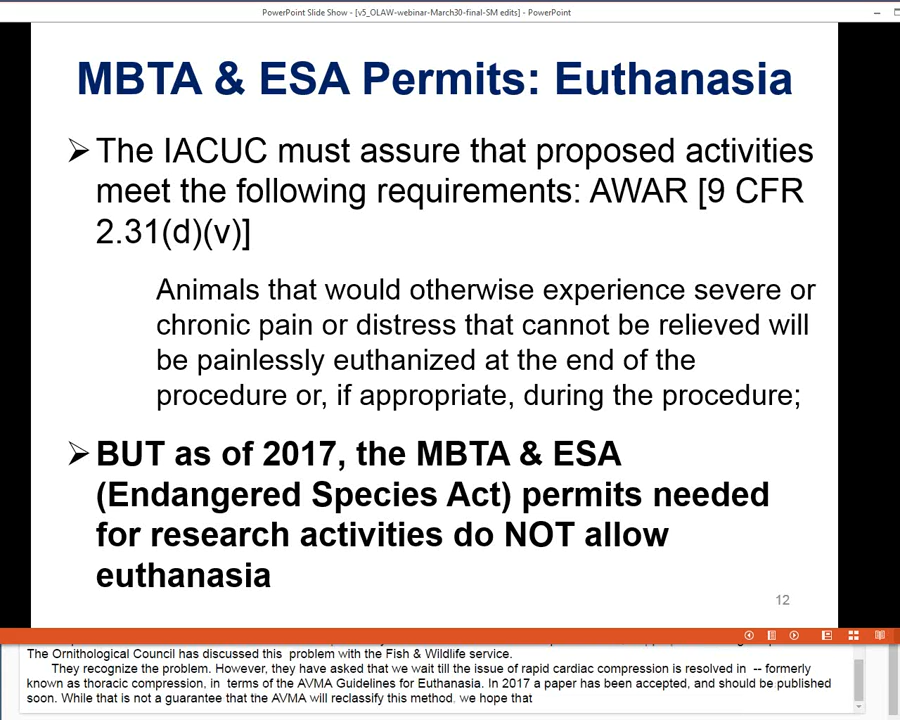 PowerPoint Slide Show - [v5_OLAW-webinar-March30-final-SM edits] - PowerPoint
MBTA & ESA Permits: Euthanasia
➢ The IACUC must assure that proposed activities
meet the following requirements: AWAR [9 CFR
2.31(d)(v)]
Animals that would otherwise experience severe or
chronic pain or distress that cannot be relieved will
be painlessly euthanized at the end of the
procedure or, if appropriate, during the procedure;
➢ BUT as of 2017, the MBTA & ESA
(Endangered Species Act) permits needed
for research activities do NOT allow
euthanasia
12
The Ornithological Council has discussed this problem with the Fish & Wildlife service.
They recognize the problem. However, they have asked that we wait till the issue of rapid cardiac compression is resolved in -- formerly
known as thoracic compression, in terms of the AVMA Guidelines for Euthanasia. In 2017 a paper has been accepted, and should be published
soon. While that is not a guarantee that the AVMA will reclassify this method, we hope that